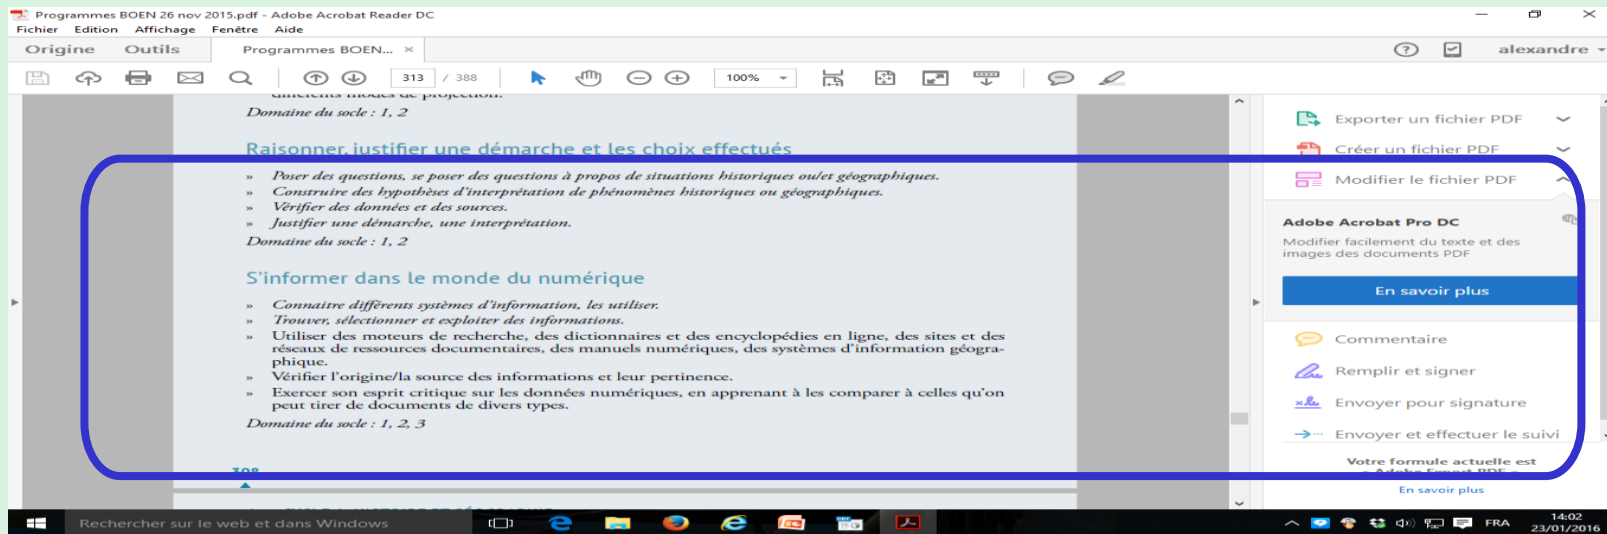 Programmes BOEN 26 nov 2015.pdf - Adobe Acrobat Reader DC
Fichier Edition Affichage Fenêtre Aide
Origine Outils Programmes BOEN... ×
alexandre
313 / 388
100%
différents modes de projection.
Domaine du socle : 1, 2
Raisonner, justifier une démarche et les choix effectués
» Poser des questions, se poser des questions à propos de situations historiques ou/et géographiques.
» Construire des hypothèses d'interprétation de phénomènes historiques ou géographiques.
» Vérifier des données et des sources.
» Justifier une démarche, une interprétation.
Domaine du socle : 1, 2
S'informer dans le monde du numérique
» Connaitre différents systèmes d'information, les utiliser.
» Trouver, sélectionner et exploiter des informations.
» Utiliser des moteurs de recherche, des dictionnaires et des encyclopédies en ligne, des sites et des
réseaux de ressources documentaires, des manuels numériques, des systèmes d'information géogra-
phique.
» Vérifier l'origine/la source des informations et leur pertinence.
» Exercer son esprit critique sur les données numériques, en apprenant à les comparer à celles qu'on
peut tirer de documents de divers types.
Domaine du socle : 1, 2, 3
308
Exporter un fichier PDF
Créer un fichier PDF
Modifier le fichier PDF
Adobe Acrobat Pro DC
Modifier facilement du texte et des
images des documents PDF
En savoir plus
Commentaire
Remplir et signer
Envoyer pour signature
Envoyer et effectuer le suivi
Votre formule actuelle est
Adobe Export PDF
En savoir plus
Rechercher sur le web et dans Windows
FRA
14:02
23/01/2016